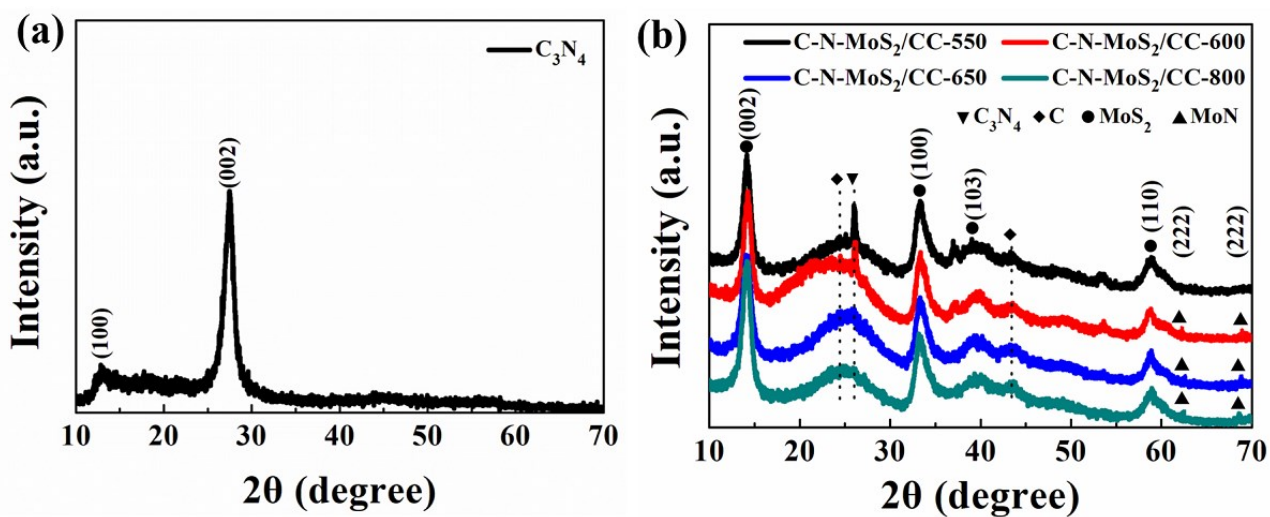 (a)
C₃N₄
(002)
(100)
Intensity (a.u.)
10 20 30 40 50 60 70
2θ (degree)
(b)
C-N-MoS₂/CC-550 C-N-MoS₂/CC-600
C-N-MoS₂/CC-650 C-N-MoS₂/CC-800
▼ C₃N₄ ◆ C ● MoS₂ ▲ MoN
(002)
(100)
(103)
(110)
(222)
(222)
Intensity (a.u.)
10 20 30 40 50 60 70
2θ (degree)